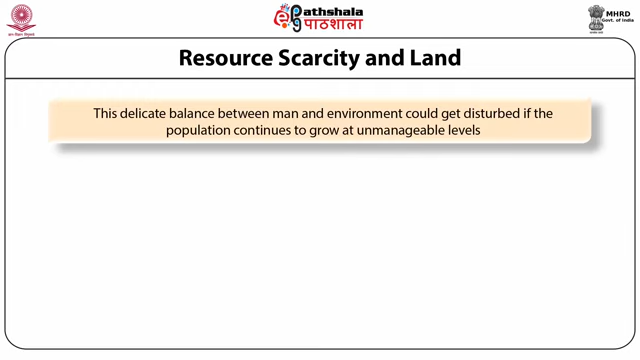 ePathshala
पाठशाला
MHRD
Govt. of India
Resource Scarcity and Land
This delicate balance between man and environment could get disturbed if the
population continues to grow at unmanageable levels